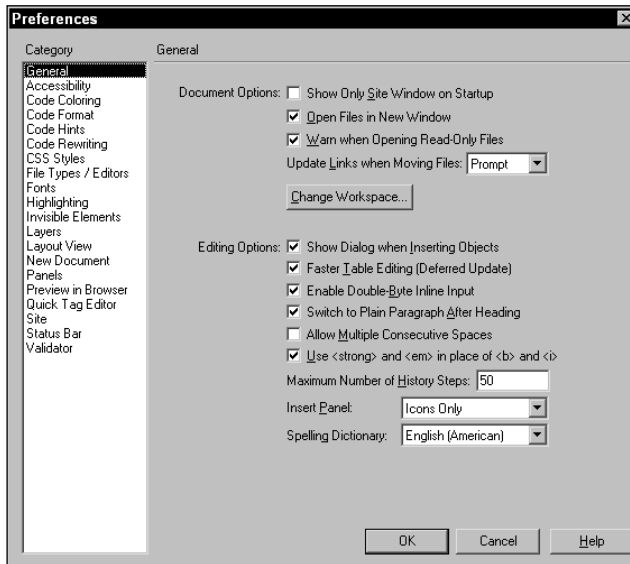 Preferences
Category
General
Accessibility
Code Coloring
Code Format
Code Hints
Code Rewriting
CSS Styles
File Types / Editors
Fonts
Highlighting
Invisible Elements
Layers
Layout View
New Document
Panels
Preview in Browser
Quick Tag Editor
Site
Status Bar
Validator
General
Document Options: Show Only Site Window on Startup
Open Files in New Window
Warn when Opening Read-Only Files
Update Links when Moving Files: Prompt
Change Workspace...
Editing Options: Show Dialog when Inserting Objects
Faster Table Editing (Deferred Update)
Enable Double-Byte Inline Input
Switch to Plain Paragraph After Heading
Allow Multiple Consecutive Spaces
Use <strong> and <em> in place of <b> and <i>
Maximum Number of History Steps: 50
Insert Panel: Icons Only
Spelling Dictionary: English (American)
OK Cancel Help